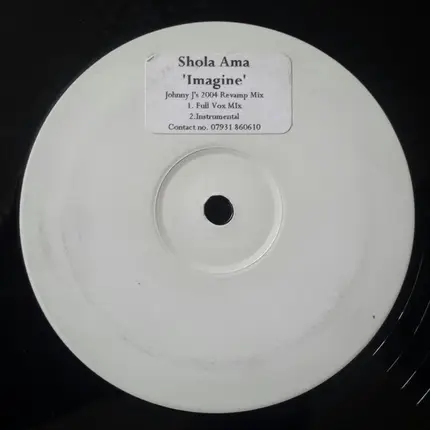 Shola Ama
'Imagine'
Johnny J's 2004 Revamp Mix
1. Full Vox MIx
2.Instrumental
Contact no. 07931 860610